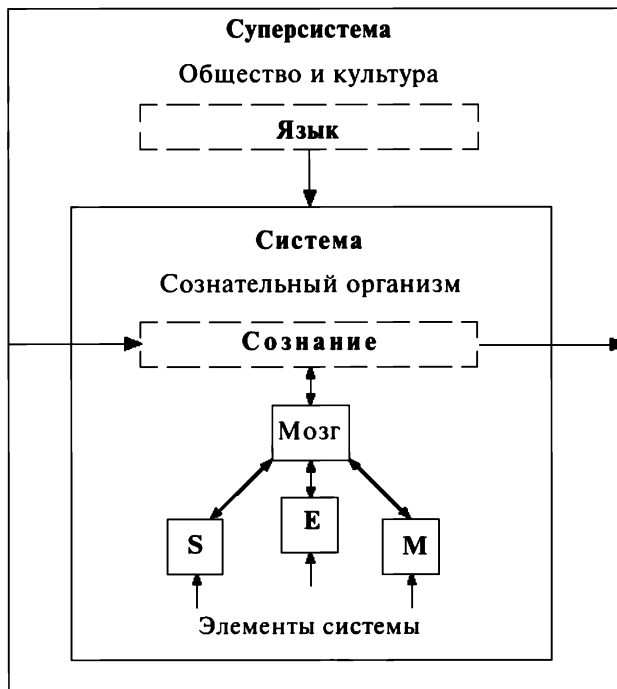 Суперсистема
Общество и культура
Язык
Система
Сознательный организм
Сознание
Мозг
S
E
M
Элементы системы